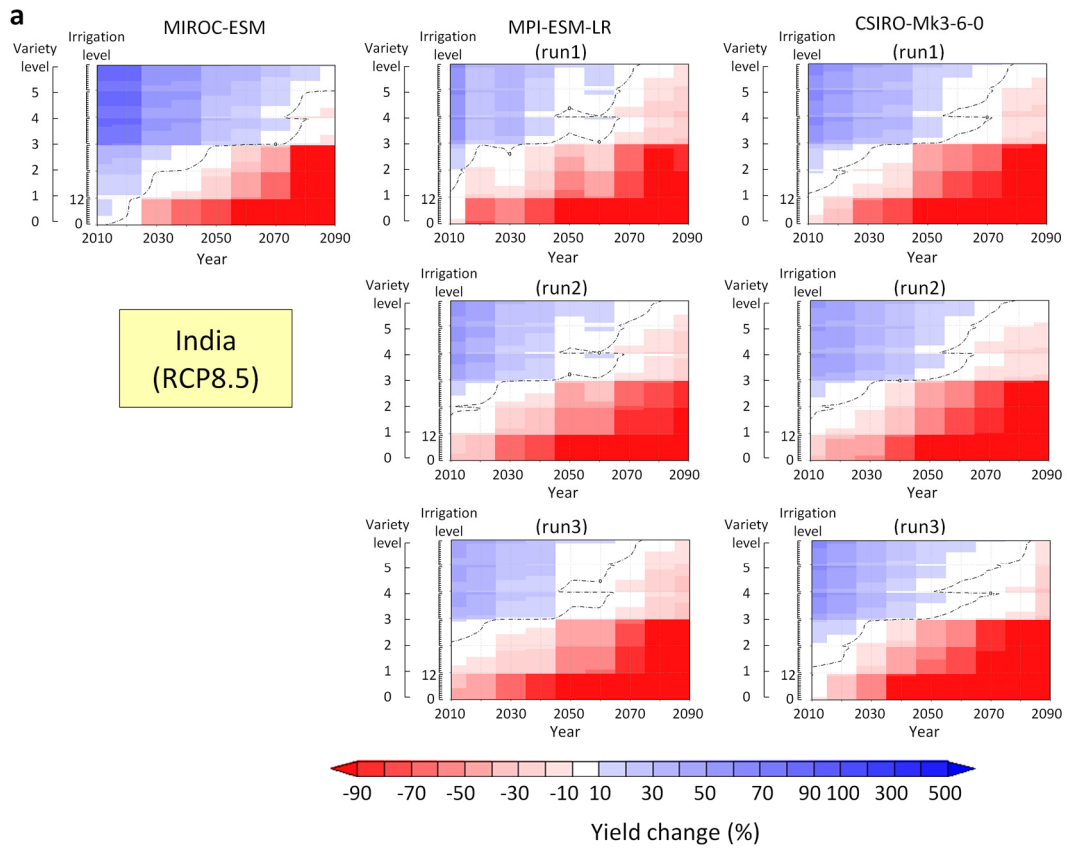 a
MIROC-ESM
MPI-ESM-LR
(run1)
CSIRO-Mk3-6-0
(run1)
Variety
level
Irrigation
level
5
4
3
2
1
0
12
0
2010 2030 2050 2070 2090
Year
Irrigation
level
Variety
level
5
4
3
2
1
0
12
0
2010 2030 2050 2070 2090
Year
Irrigation
level
Variety
level
5
4
3
2
1
0
12
0
2010 2030 2050 2070 2090
Year
India
(RCP8.5)
(run2)
Variety
level
Irrigation
level
5
4
3
2
1
0
12
0
2010 2030 2050 2070 2090
Year
(run2)
Variety
level
Irrigation
level
5
4
3
2
1
0
12
0
2010 2030 2050 2070 2090
Year
(run3)
Variety
level
Irrigation
level
5
4
3
2
1
0
12
0
2010 2030 2050 2070 2090
Year
(run3)
Variety
level
Irrigation
level
5
4
3
2
1
0
12
0
2010 2030 2050 2070 2090
Year
-90 -70 -50 -30 -10 10 30 50 70 90 100 300 500
Yield change (%)